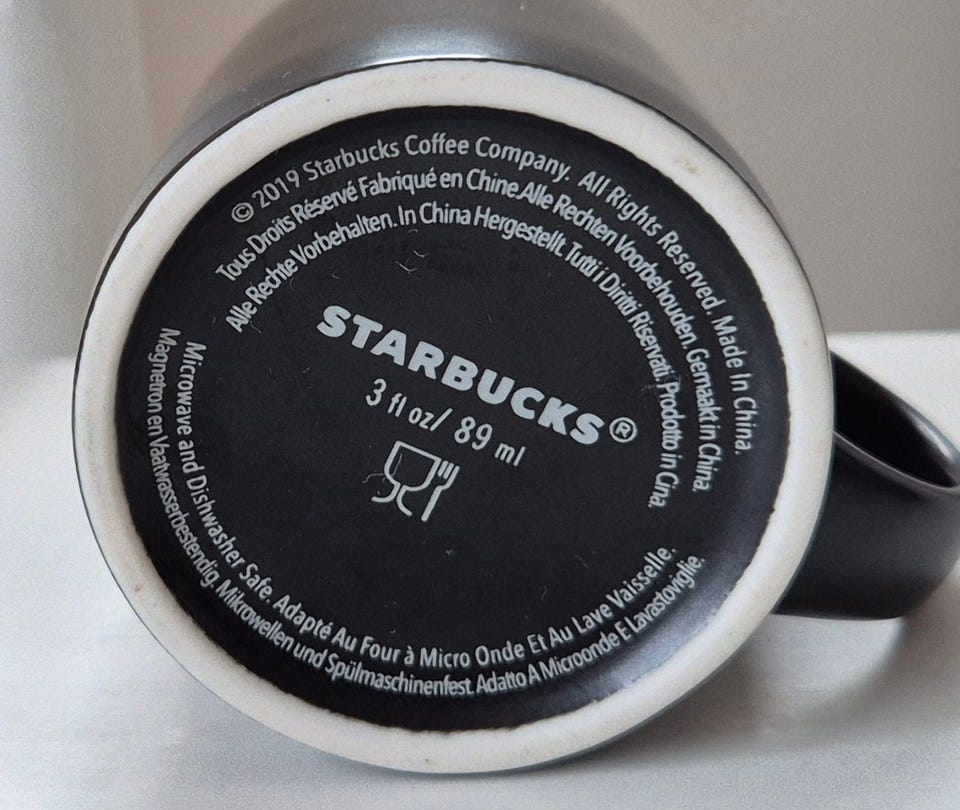 © 2019 Starbucks Coffee Company. All Rights Reserved. Made In China.
Tous Droits Réservé Fabriqué en Chine.Alle Rechten Voorbehouden. Gemaakt in China.
Alle Rechte Vorbehalten. In China Hergestellt. Tutti i Diritti Riservati. Prodotto in Cina.
STARBUCKS®
3 fl oz/ 89 ml
Microwave and Dishwasher Safe. Adapté Au Four à Micro Onde Et Au Lave Vaisselle.
Magnetron en Vaatwasserbestendig. Mikrowellen und Spülmaschinenfest. Adatto A Microonde E Lavastoviglie.